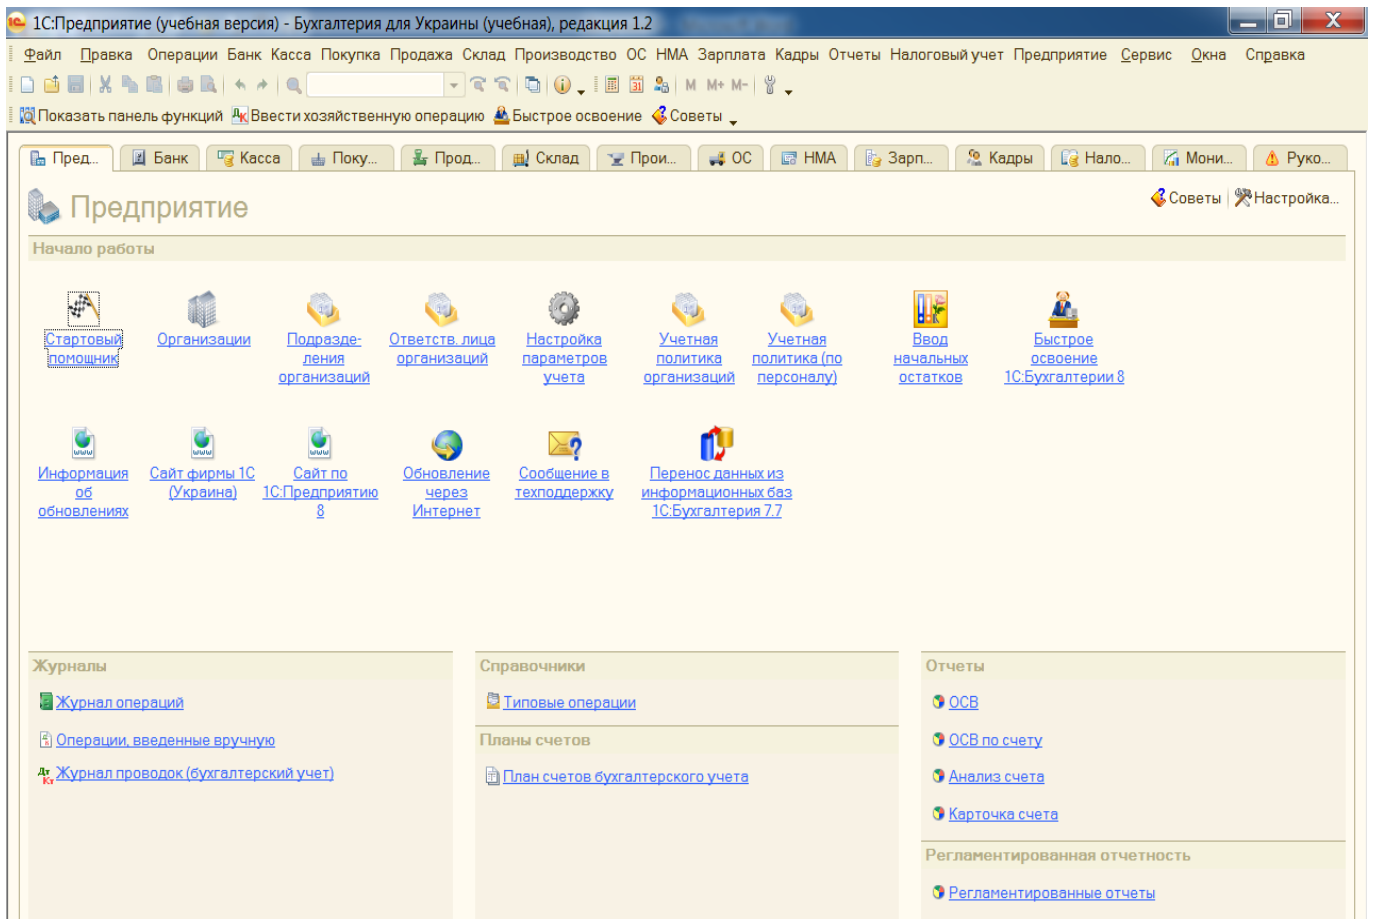 1С:Предприятие (учебная версия) - Бухгалтерия для Украины (учебная), редакция 1.2
Файл Правка Операции Банк Касса Покупка Продажа Склад Производство ОС НМА Зарплата Кадры Отчеты Налоговый учет Предприятие Сервис Окна Справка
M M+ M-
Показать панель функций Ввести хозяйственную операцию Быстрое освоение Советы
Пред... Банк Касса Поку... Прод... Склад Прои... ОС НМА Зарп... Кадры Нало... Мони... Руко...
Предприятие
Советы Настройка...
Начало работы
Стартовый помощник
Организации
Подразде-
ления
организаций
Ответств. лица
организаций
Настройка
параметров
учета
Учетная
политика
организаций
Учетная
политика (по
персоналу)
Ввод
начальных
остатков
Быстрое
освоение
1С:Бухгалтерии 8
Информация
об
обновлениях
Сайт фирмы 1С
(Украина)
Сайт по
1С:Предприятию
8
Обновление
через
Интернет
Сообщение в
техподдержку
Перенос данных из
информационных баз
1С:Бухгалтерия 7.7
Журналы
Журнал операций
Операции, введенные вручную
Журнал проводок (бухгалтерский учет)
Справочники
Типовые операции
Планы счетов
План счетов бухгалтерского учета
Отчеты
ОСВ
ОСВ по счету
Анализ счета
Карточка счета
Регламентированная отчетность
Регламентированные отчеты